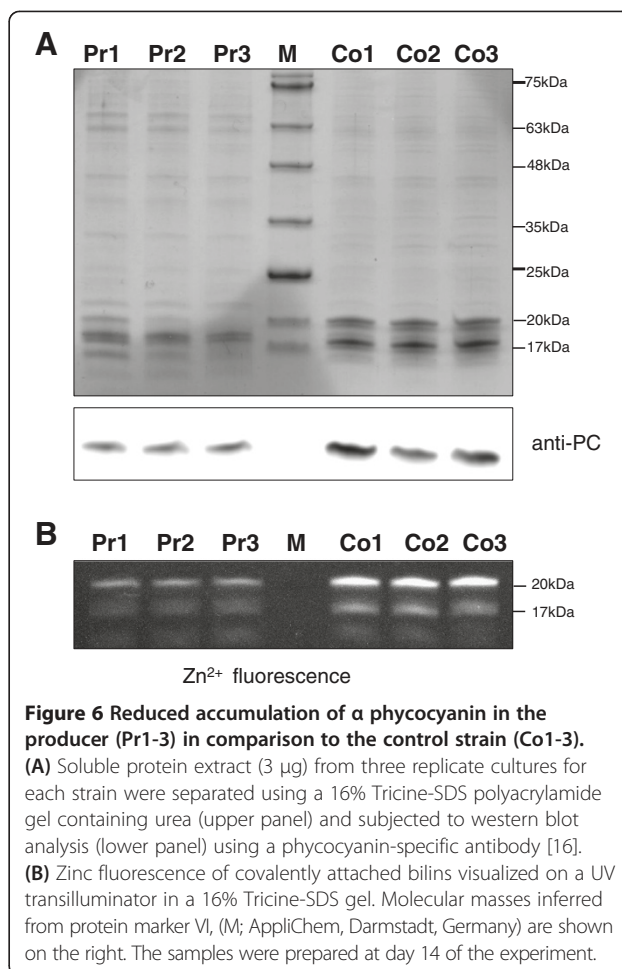 A
Pr1 Pr2 Pr3 M Co1 Co2 Co3
75kDa
63kDa
48kDa
35kDa
25kDa
20kDa
17kDa
anti-PC
B
Pr1 Pr2 Pr3 M Co1 Co2 Co3
20kDa
17kDa
Zn²⁺ fluorescence
Figure 6 Reduced accumulation of α phycocyanin in the
producer (Pr1-3) in comparison to the control strain (Co1-3).
(A) Soluble protein extract (3 μg) from three replicate cultures for
each strain were separated using a 16% Tricine-SDS polyacrylamide
gel containing urea (upper panel) and subjected to western blot
analysis (lower panel) using a phycocyanin-specific antibody [16].
(B) Zinc fluorescence of covalently attached bilins visualized on a UV
transilluminator in a 16% Tricine-SDS gel. Molecular masses inferred
from protein marker VI, (M; AppliChem, Darmstadt, Germany) are shown
on the right. The samples were prepared at day 14 of the experiment.